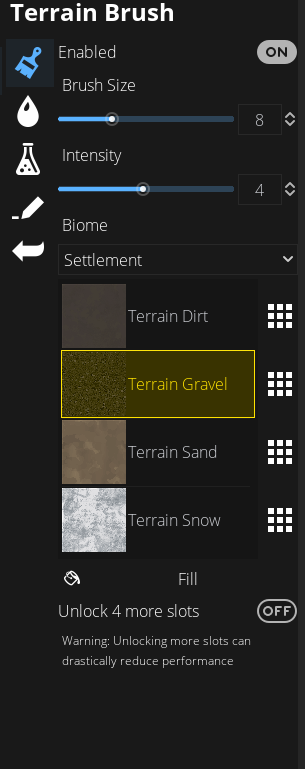 Terrain Brush
Enabled
ON
Brush Size
8
Intensity
4
Biome
Settlement
Terrain Dirt
Terrain Gravel
Terrain Sand
Terrain Snow
Fill
Unlock 4 more slots
OFF
Warning: Unlocking more slots can
drastically reduce performance